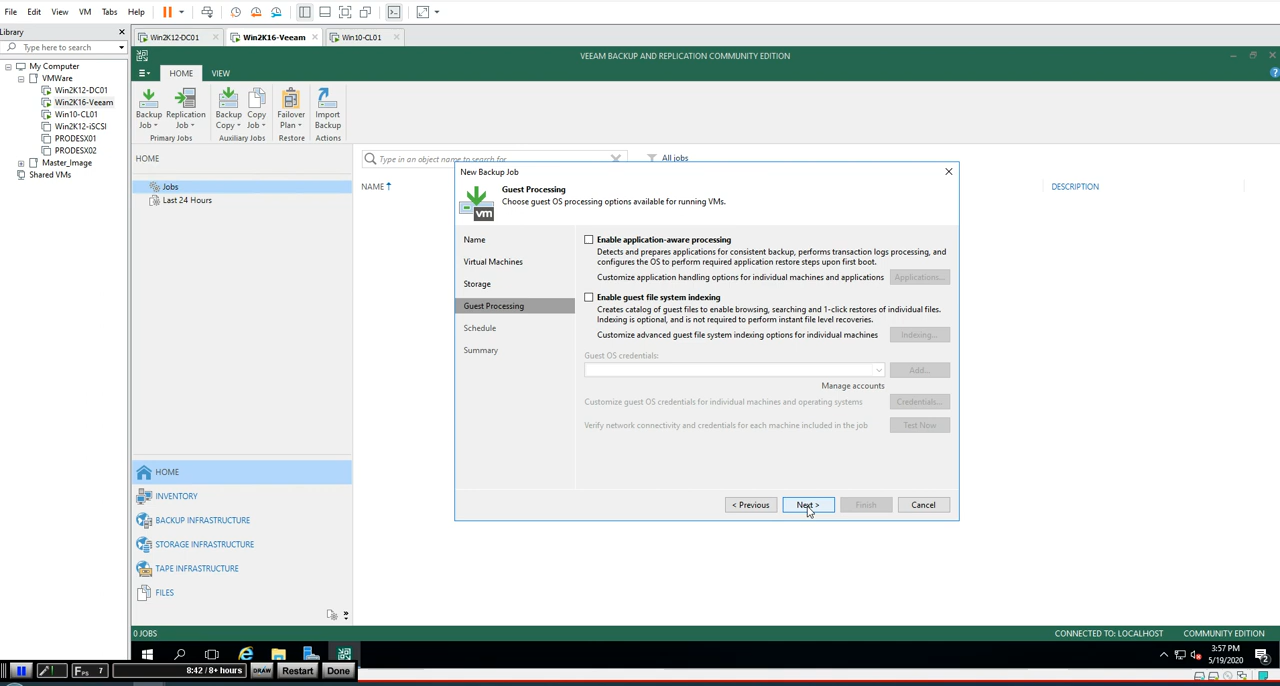 File Edit View VM Tabs Help
Library
Type here to search
My Computer
VMWare
Win2K12-DC01
Win2K16-Veeam
Win10-CL01
Win2K12-iSCSI
PRODESX01
PRODESX02
Master_Image
Shared VMs
Win2K12-DC01 Win2K16-Veeam Win10-CL01
VEEAM BACKUP AND REPLICATION COMMUNITY EDITION
HOME VIEW
Backup Job Replication Job Backup Copy Copy Job Failover Plan Import Backup
Primary Jobs Auxiliary Jobs Restore Actions
HOME
Type in an object name to search for
All jobs
Jobs
Last 24 Hours
NAME DESCRIPTION
New Backup Job
Guest Processing
Choose guest OS processing options available for running VMs.
Name
Virtual Machines
Storage
Guest Processing
Schedule
Summary
Enable application-aware processing
Detects and prepares applications for consistent backup, performs transaction logs processing, and
configures the OS to perform required application restore steps upon first boot.
Customize application handling options for individual machines and applications Applications...
Enable guest file system indexing
Creates catalog of guest files to enable browsing, searching and 1-click restores of individual files.
Indexing is optional, and is not required to perform instant file level recoveries.
Customize advanced guest file system indexing options for individual machines Indexing...
Guest OS credentials:
Add...
Manage accounts
Customize guest OS credentials for individual machines and operating systems Credentials...
Verify network connectivity and credentials for each machine included in the job Test Now
< Previous Next > Finish Cancel
HOME
INVENTORY
BACKUP INFRASTRUCTURE
STORAGE INFRASTRUCTURE
TAPE INFRASTRUCTURE
FILES
0 JOBS CONNECTED TO: LOCALHOST COMMUNITY EDITION
3:57 PM
5/19/2020
2
FPS 7 8:42 / 8+ hours DRAW Restart Done